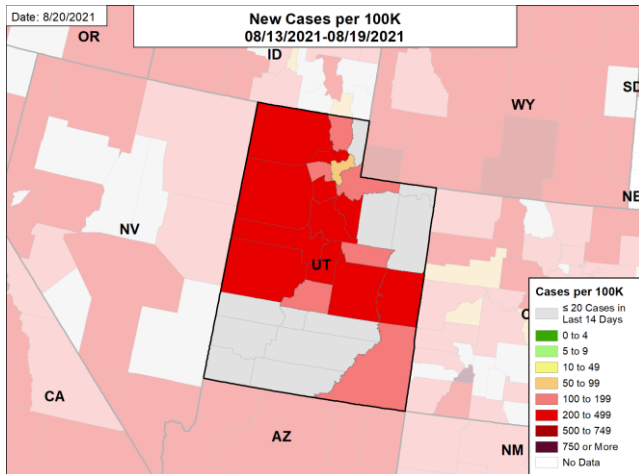 Date: 8/20/2021
New Cases per 100K
08/13/2021-08/19/2021
OR
ID
SD
WY
NE
NV
UT
CA
AZ
NM
C
Cases per 100K
≤ 20 Cases in
Last 14 Days
0 to 4
5 to 9
10 to 49
50 to 99
100 to 199
200 to 499
500 to 749
750 or More
No Data